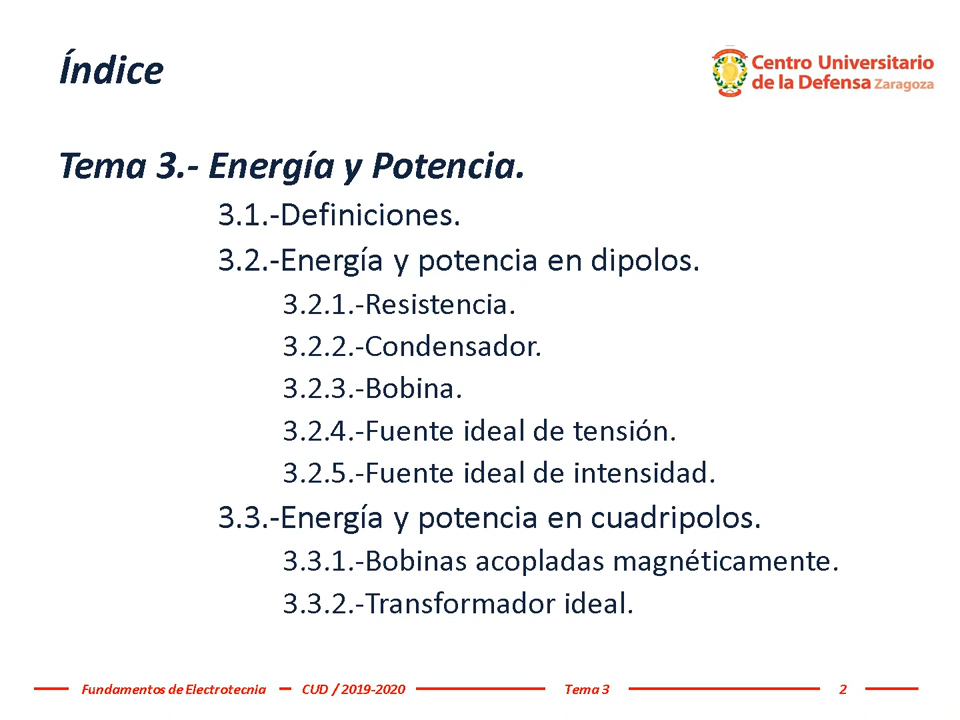 Índice
Centro Universitario
de la Defensa Zaragoza
Tema 3.- Energía y Potencia.
3.1.-Definiciones.
3.2.-Energía y potencia en dipolos.
3.2.1.-Resistencia.
3.2.2.-Condensador.
3.2.3.-Bobina.
3.2.4.-Fuente ideal de tensión.
3.2.5.-Fuente ideal de intensidad.
3.3.-Energía y potencia en cuadripolos.
3.3.1.-Bobinas acopladas magnéticamente.
3.3.2.-Transformador ideal.
Fundamentos de Electrotecnia CUD / 2019-2020 Tema 3 2